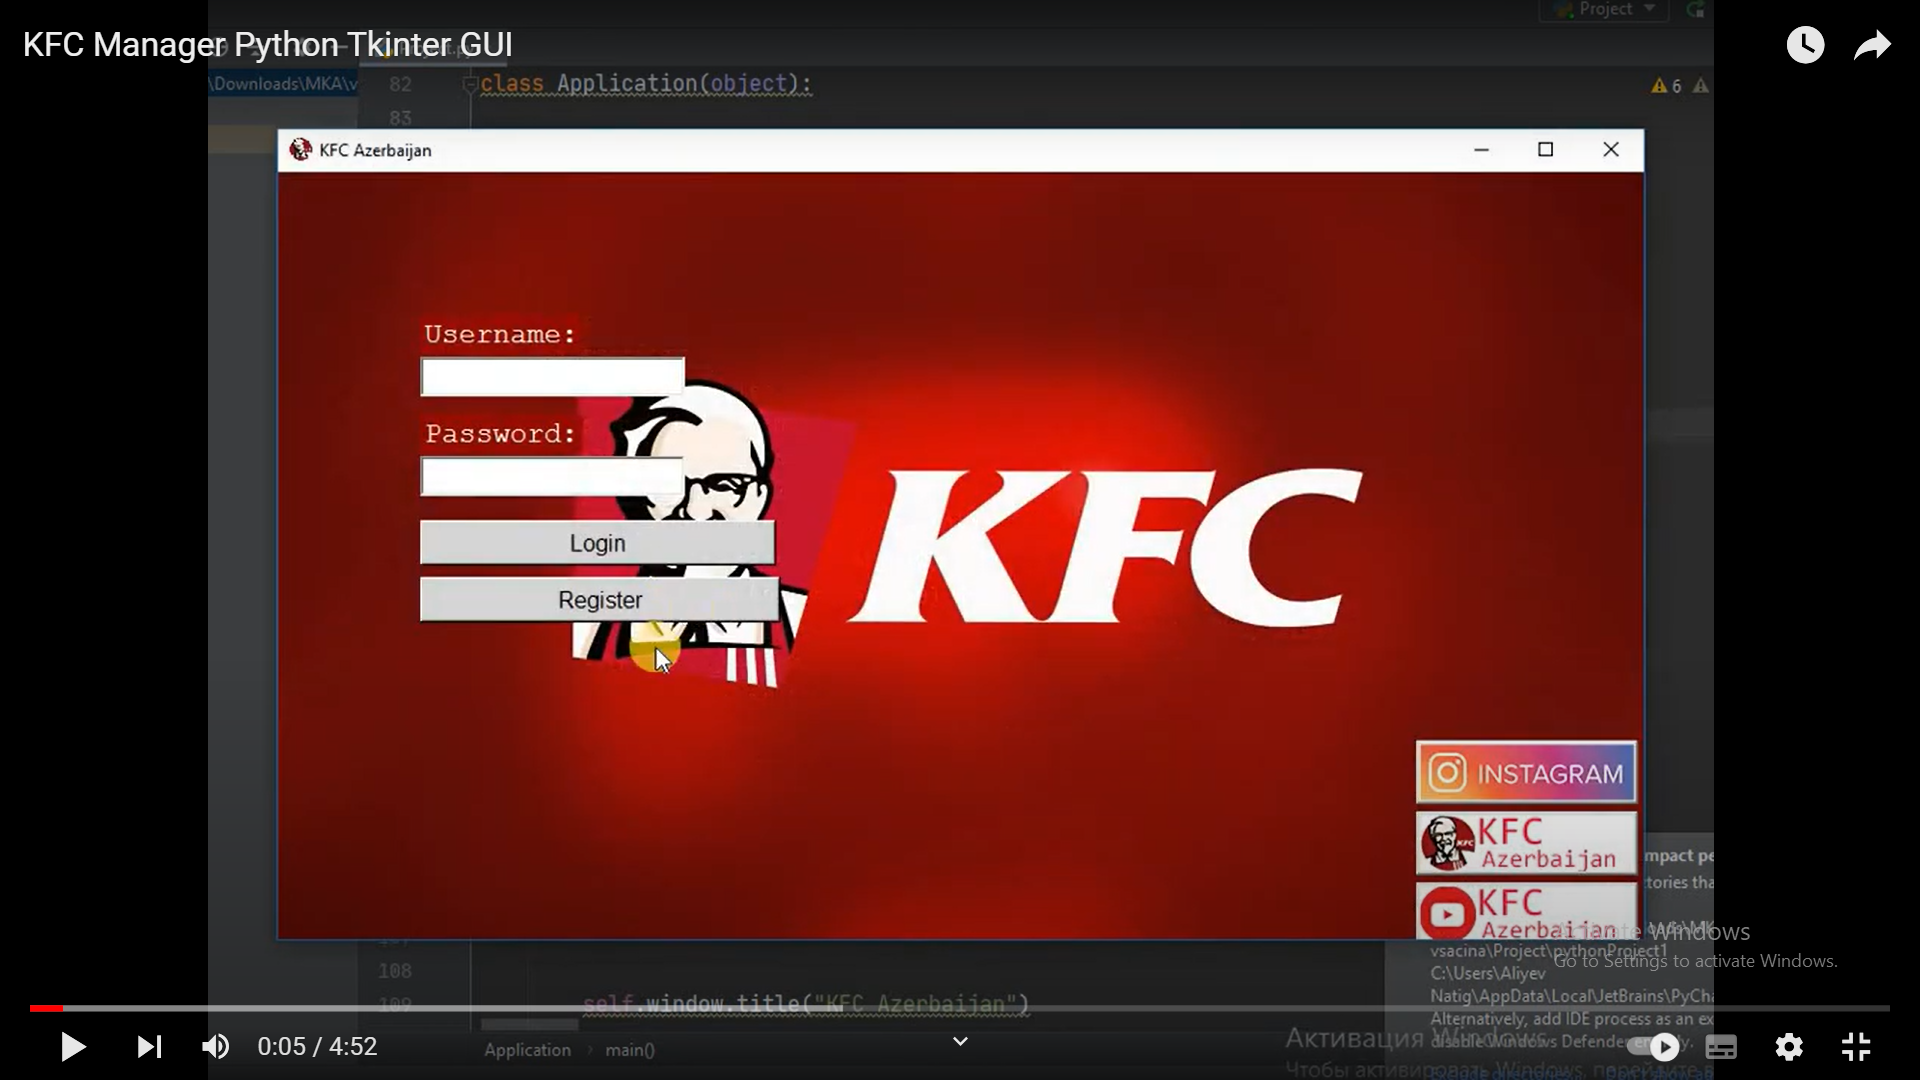 KFC Manager Python Tkinter GUI
Project
\Downloads\MKA\v
82 class Application(object):
6
83
KFC Azerbaijan
Username:
Password:
Login
Register
KFC
INSTAGRAM
KFC
Azerbaijan
KFC
Azerbaijan
mpact pe
tories tha
Activate Windows
vsacina\Project\pythonProject1
Go to Settings to activate Windows.
108
C:\Users\Aliyev
Natig\AppData\Local\JetBrains\PyCha
109 self.window.title("KFC Azerbaijan")
Alternatively, add IDE process as an ex
Активация Windows
disable Windows Defender
0:05 / 4:52
Application > main()
Чтобы активировать Windows, перейдите в